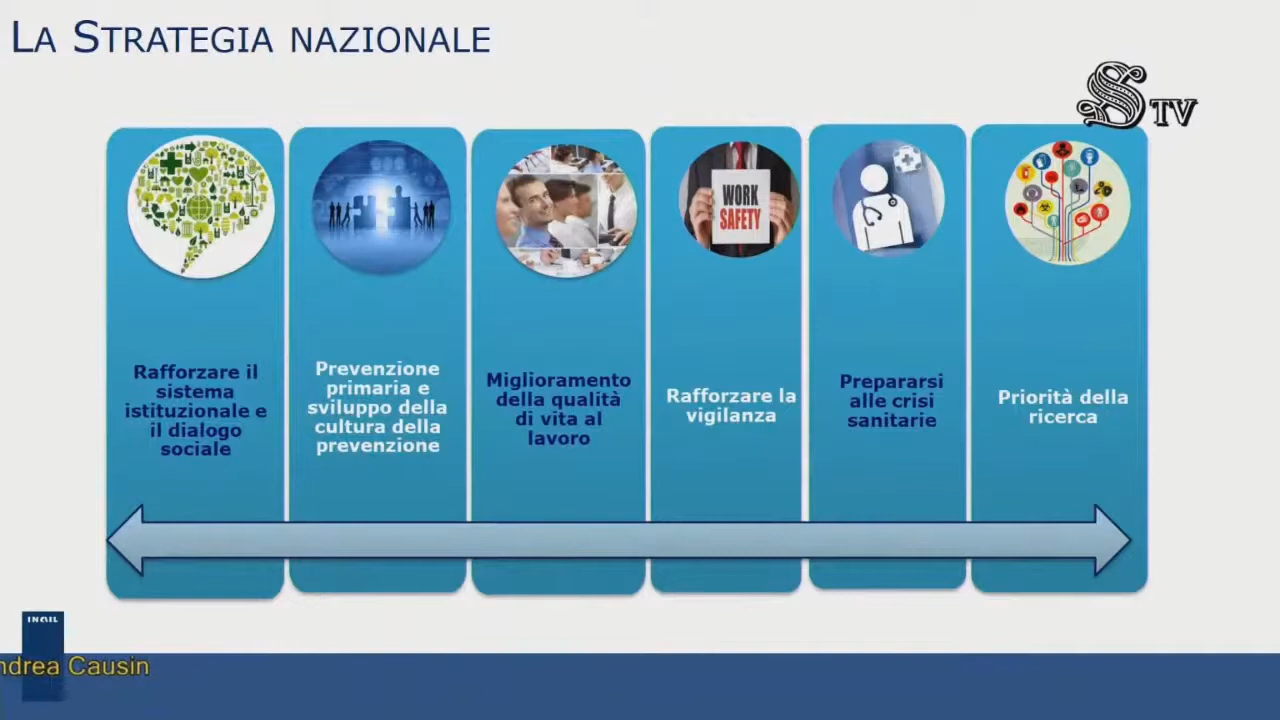 LA STRATEGIA NAZIONALE
S TV
WORK
SAFETY
Rafforzare il
sistema
istituzionale e
il dialogo
sociale
Prevenzione
primaria e
sviluppo della
cultura della
prevenzione
Miglioramento
della qualità
di vita al
lavoro
Rafforzare la
vigilanza
Prepararsi
alle crisi
sanitarie
Priorità della
ricerca
INAIL
ndrea Causin